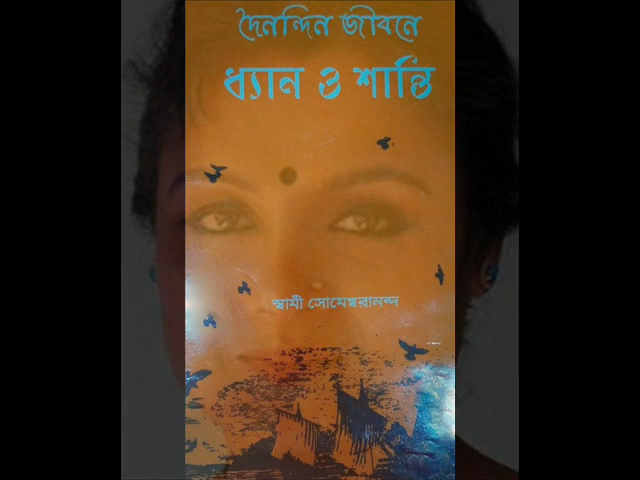 দৈনন্দিন জীবনে
ধ্যান ও শান্তি
স্বামী সোমেশ্বরানন্দ